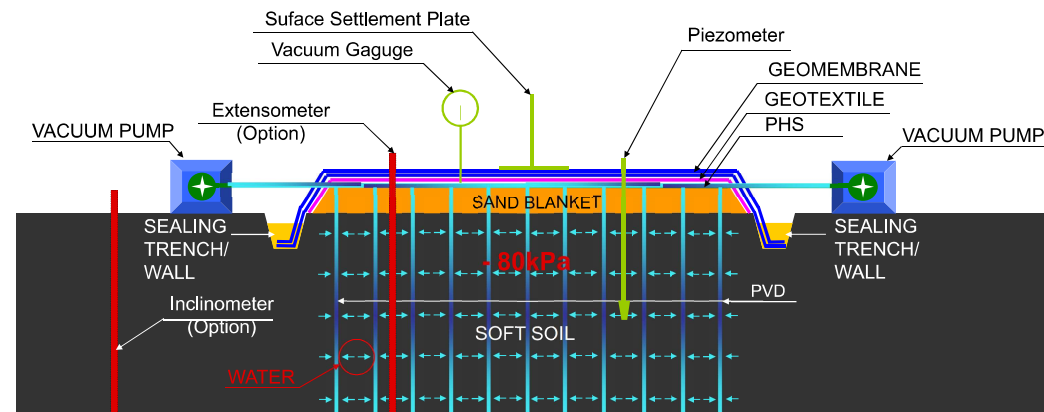 Suface Settlement Plate
Vacuum Gaguge
Piezometer
GEOMEMBRANE
GEOTEXTILE
PHS
Extensometer
(Option)
VACUUM PUMP
VACUUM PUMP
SAND BLANKET
SEALING
TRENCH/
WALL
SEALING
TRENCH/
WALL
- 80kPa
PVD
Inclinometer
(Option)
SOFT SOIL
WATER